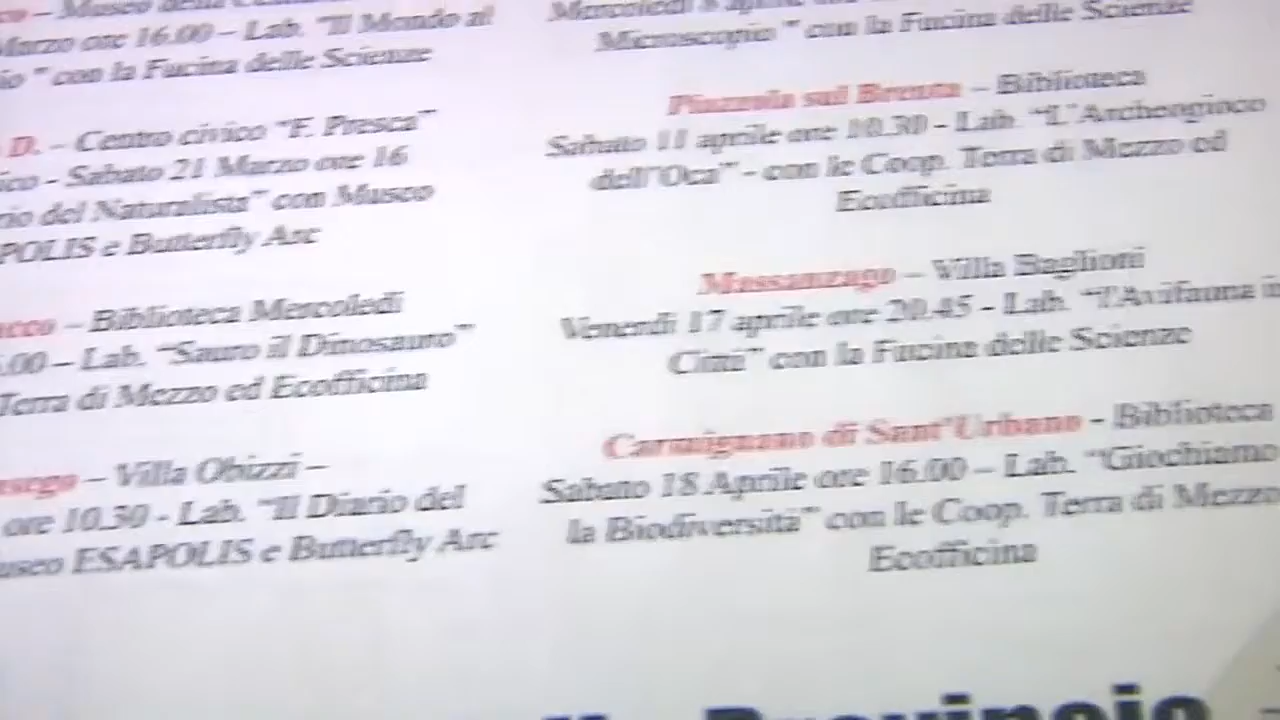 Marzo ore 16.00 – Lab. "Il Mondo al
" con la Fucina delle Scienze
D. – Centro civico "F. Presca"
- Sabato 21 Marzo ore 16
del Naturalista" con Museo
e Butterfly Arc
– Biblioteca Mercoledì
.00 – Lab. "Sauro il Dinosauro"
Terra di Mezzo ed Ecofficina
– Villa Obizzi –
ore 10.30 - Lab. "Il Diario del
ESAPOLIS e Butterfly Arc
Mercoledì 8 aprile
Microscopio" con la Fucina delle Scienze
Piazzola sul Brenta – Biblioteca
Sabato 11 aprile ore 10.30 - Lab. "L'Archeogioco
dell'Oca" - con le Coop. Terra di Mezzo ed
Ecofficina
Massanzago – Villa Baglioni
Venerdì 17 aprile ore 20.45 - Lab. "l'Avifauna in
Città" con la Fucina delle Scienze
Carmignano di Sant'Urbano - Biblioteca
Sabato 18 Aprile ore 16.00 – Lab. "Giochiamo
la Biodiversità" con le Coop. Terra di Mezzo
Ecofficina